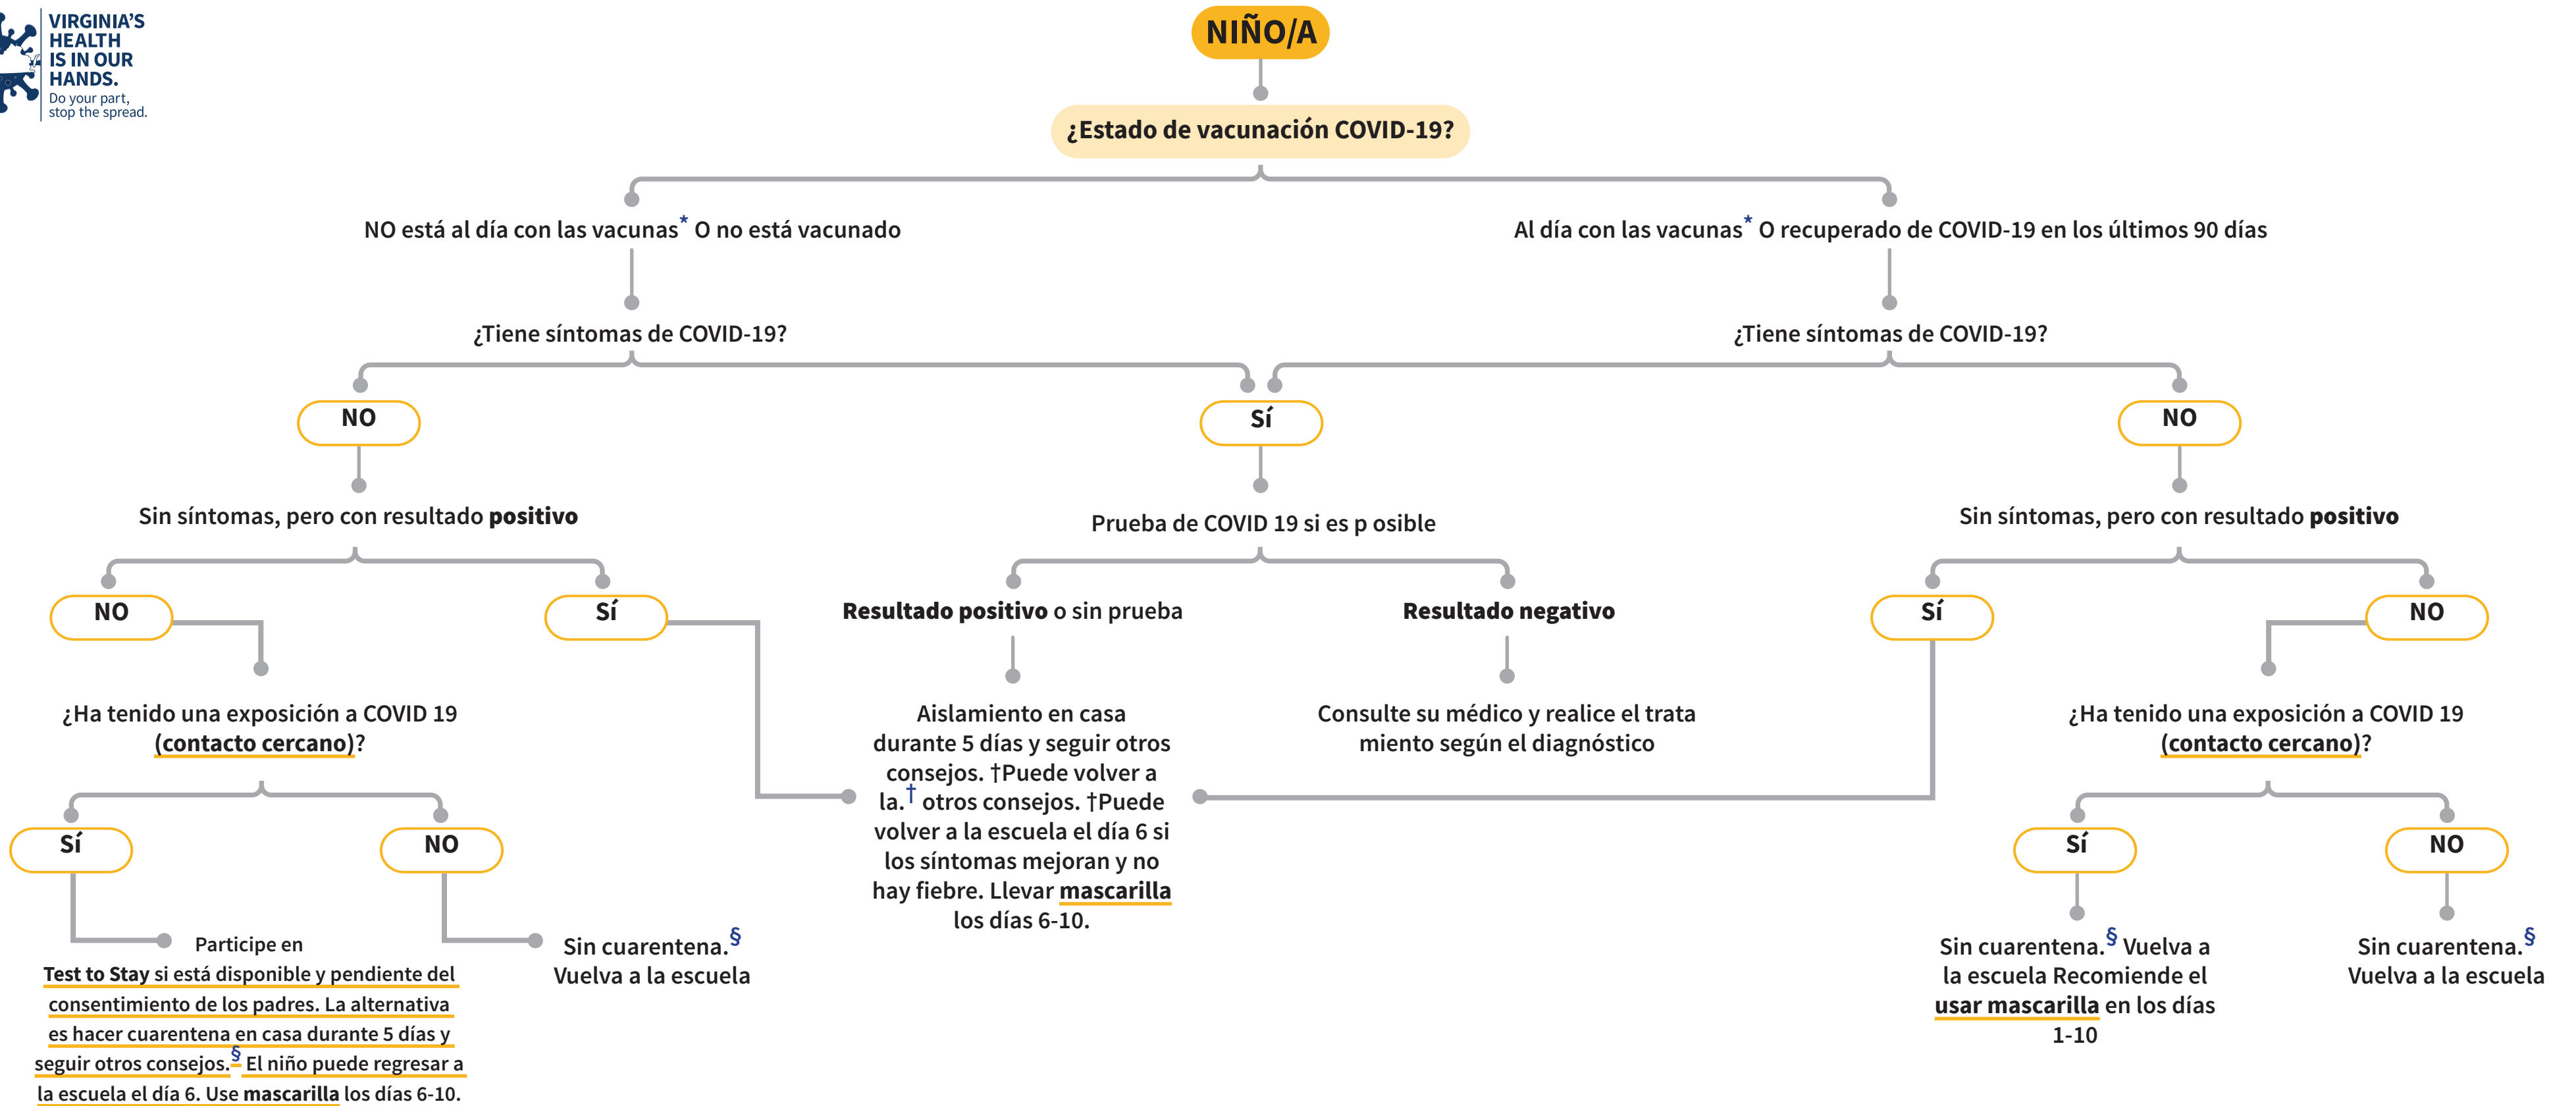 VIRGINIA'S
HEALTH
IS IN OUR
HANDS.
Do your part,
stop the spread.
NIÑO/A
¿Estado de vacunación COVID-19?
NO está al día con las vacunas* O no está vacunado
Al día con las vacunas* O recuperado de COVID-19 en los últimos 90 días
¿Tiene síntomas de COVID-19?
¿Tiene síntomas de COVID-19?
NO
Sí
NO
Sin síntomas, pero con resultado positivo
Prueba de COVID 19 si es p osible
Sin síntomas, pero con resultado positivo
NO
Sí
Resultado positivo o sin prueba
Resultado negativo
Sí
NO
¿Ha tenido una exposición a COVID 19
(contacto cercano)?
Aislamiento en casa
durante 5 días y seguir otros
consejos. †Puede volver a
la.† otros consejos. †Puede
volver a la escuela el día 6 si
los síntomas mejoran y no
hay fiebre. Llevar mascarilla
los días 6-10.
Consulte su médico y realice el trata
miento según el diagnóstico
¿Ha tenido una exposición a COVID 19
(contacto cercano)?
Sí
NO
Sí
NO
Participe en
Test to Stay si está disponible y pendiente del
consentimiento de los padres. La alternativa
es hacer cuarentena en casa durante 5 días y
seguir otros consejos.§ El niño puede regresar a
la escuela el día 6. Use mascarilla los días 6-10.
Sin cuarentena.§
Vuelva a la escuela
Sin cuarentena.§ Vuelva a
la escuela Recomiende el
usar mascarilla en los días
1-10
Sin cuarentena.§
Vuelva a la escuela